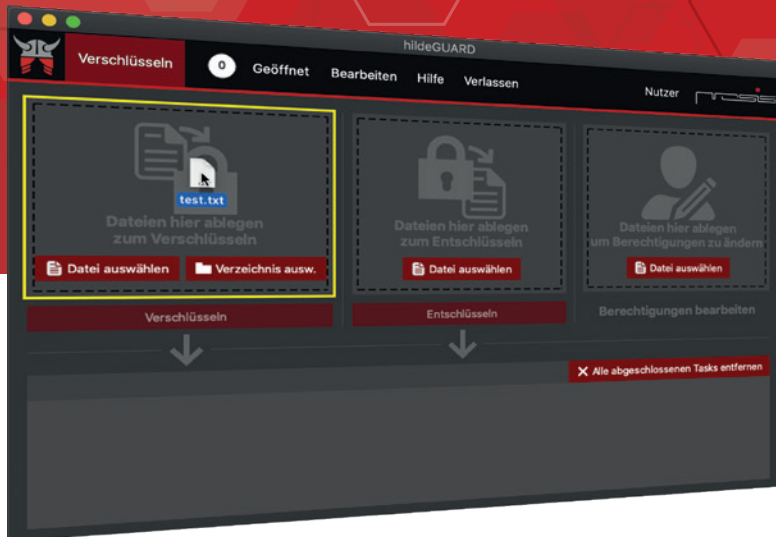 hildeGUARD
Verschlüsseln
0
Geöffnet
Bearbeiten
Hilfe
Verlassen
Nutzer
test.txt
Dateien hier ablegen
zum Verschlüsseln
Datei auswählen
Verzeichnis ausw.
Verschlüsseln
Dateien hier ablegen
zum Entschlüsseln
Datei auswählen
Entschlüsseln
Dateien hier ablegen
um Berechtigungen zu ändern
Datei auswählen
Berechtigungen bearbeiten
Alle abgeschlossenen Tasks entfernen